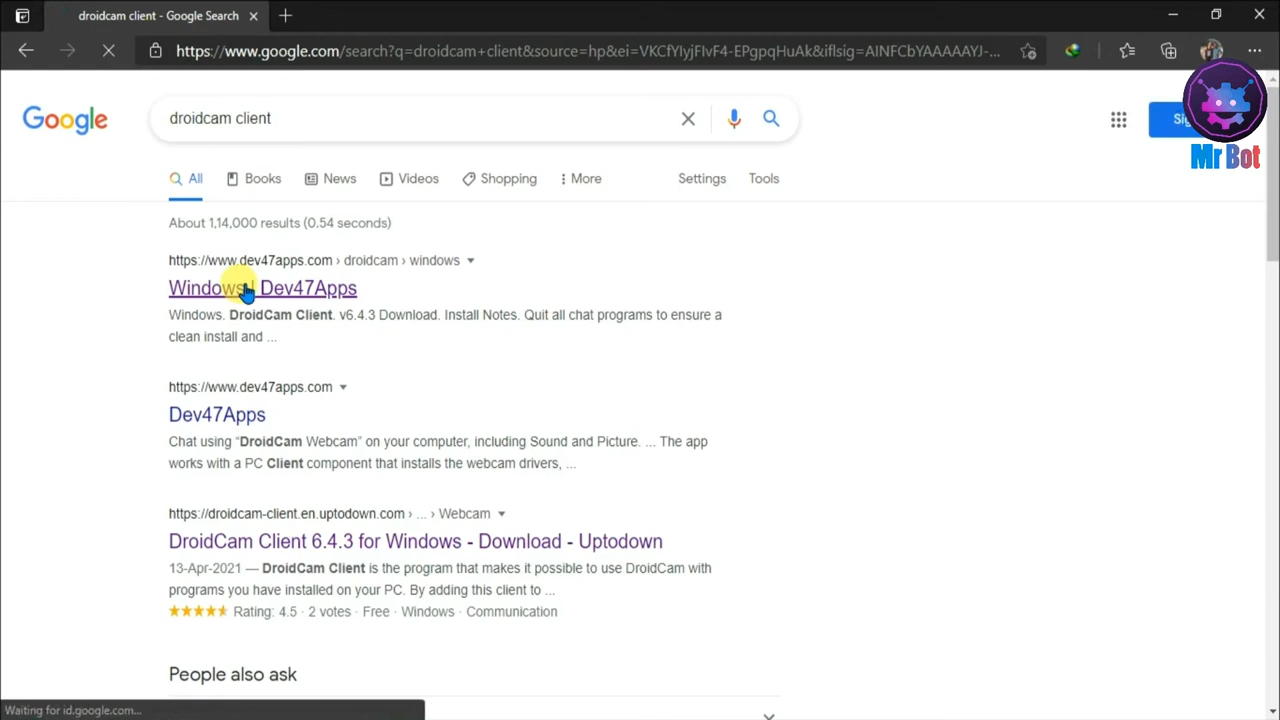 droidcam client - Google Search
https://www.google.com/search?q=droidcam+client&source=hp&ei=VKCfYIyjFIvF4-EPgpqHuAk&iflsig=AINFCbYAAAAAYJ-...
Google
droidcam client
Sig
Mr Bot
All Books News Videos Shopping More Settings Tools
About 1,14,000 results (0.54 seconds)
https://www.dev47apps.com › droidcam › windows
Windows | Dev47Apps
Windows. DroidCam Client. v6.4.3 Download. Install Notes. Quit all chat programs to ensure a
clean install and ...
https://www.dev47apps.com
Dev47Apps
Chat using “DroidCam Webcam” on your computer, including Sound and Picture. ... The app
works with a PC Client component that installs the webcam drivers, ...
https://droidcam-client.en.uptodown.com › ... › Webcam
DroidCam Client 6.4.3 for Windows - Download - Uptodown
13-Apr-2021 — DroidCam Client is the program that makes it possible to use DroidCam with
programs you have installed on your PC. By adding this client to ...
Rating: 4.5 · 2 votes · Free · Windows · Communication
People also ask
Waiting for id.google.com...